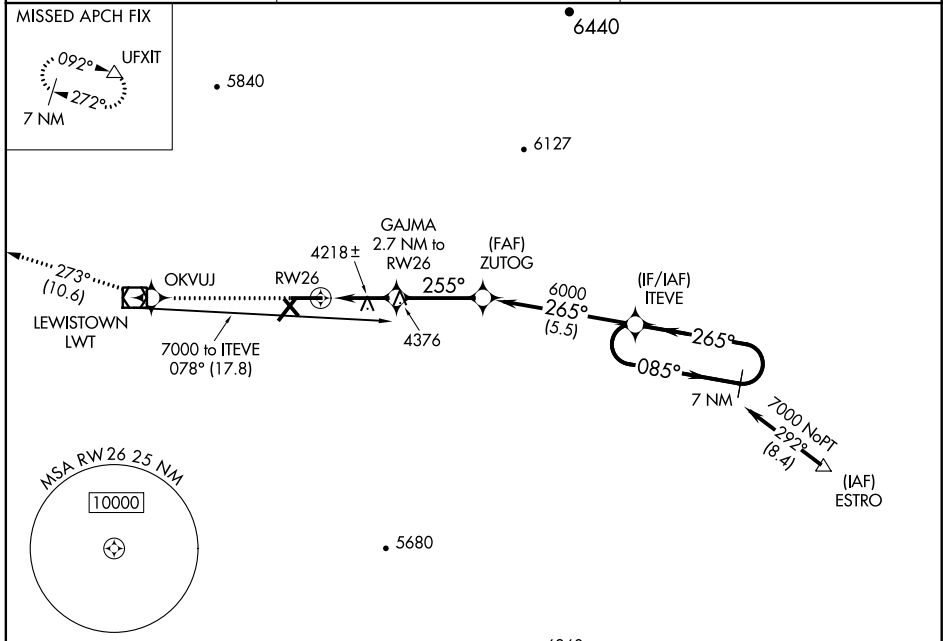 MISSED APCH FIX
UFXIT
092°
272°
7 NM
5840
6440
6127
GAJMA
2.7 NM to
RW26
4218±
(FAF)
ZUTOG
(IF/IAF)
ITEVE
273°
(10.6)
OKVUJ
RW26
255°
6000
265°
(5.5)
265°
LEWISTOWN
LWT
4376
7000 to ITEVE
078° (17.8)
085°
7 NM
7000 NoPT
292°
(8.4)
(IAF)
ESTRO
MSA RW 26 25 NM
10000
5680